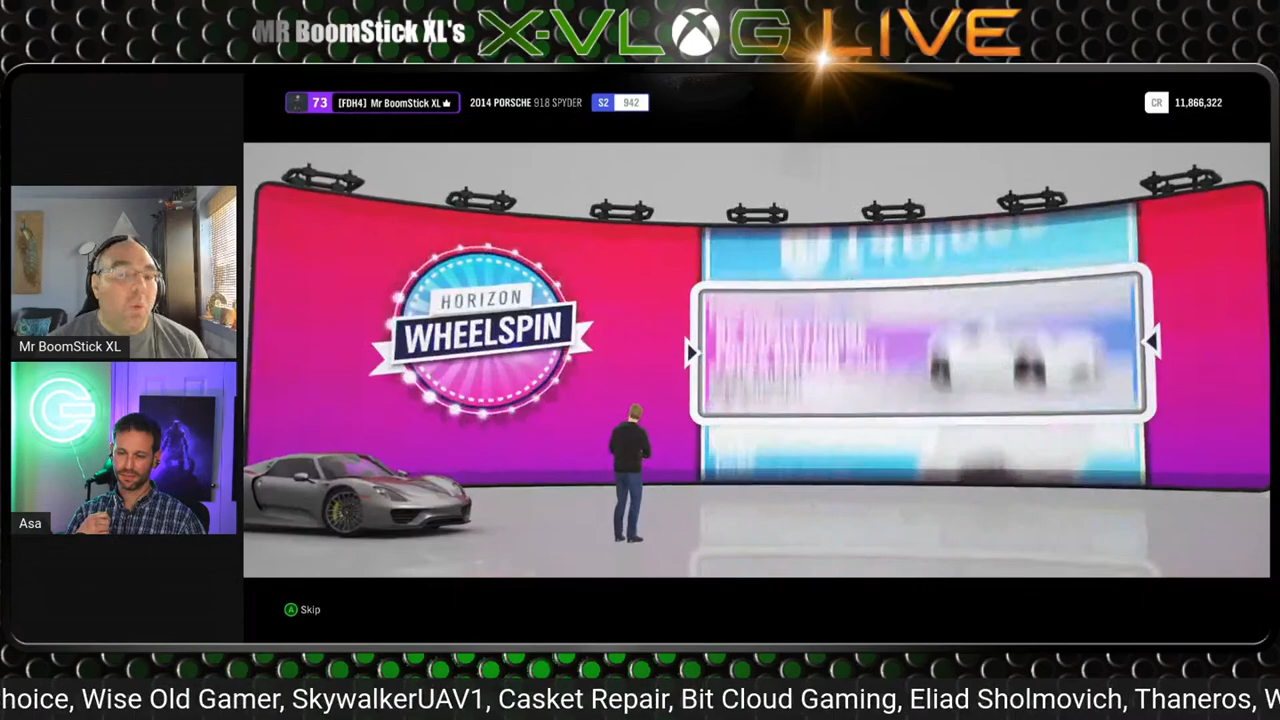 MR BoomStick XL's X-VLOG LIVE
73 [FDH4] Mr BoomStick XL 2014 PORSCHE 918 SPYDER S2 942 CR 11,866,322
HORIZON
WHEELSPIN
Mr BoomStick XL
Asa
A Skip
hoice, Wise Old Gamer, SkywalkerUAV1, Casket Repair, Bit Cloud Gaming, Eliad Sholmovich, Thaneros, W